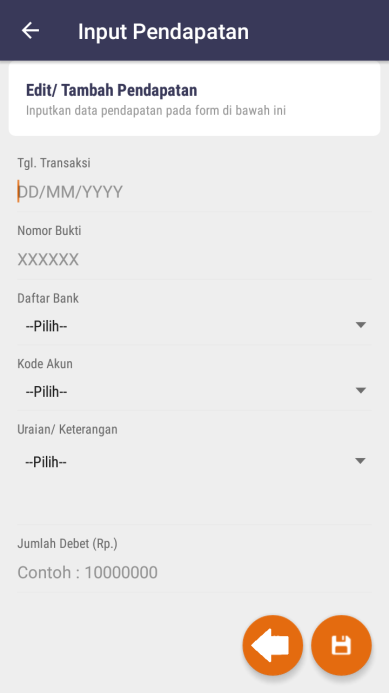 Input Pendapatan
Edit/ Tambah Pendapatan
Inputkan data pendapatan pada form di bawah ini
Tgl. Transaksi
DD/MM/YYYY
Nomor Bukti
XXXXXX
Daftar Bank
--Pilih--
Kode Akun
--Pilih--
Uraian/ Keterangan
--Pilih--
Jumlah Debet (Rp.)
Contoh : 10000000